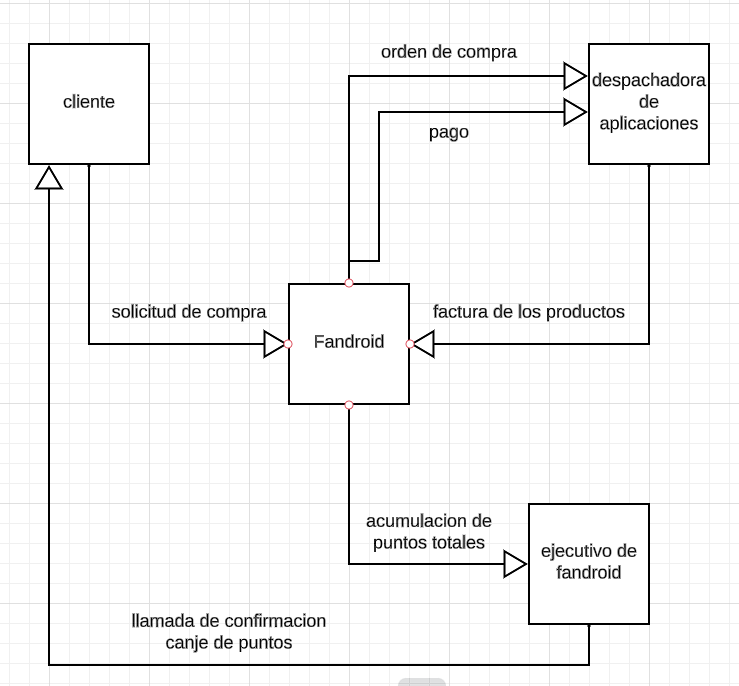 orden de compra
cliente
despachadora
de
aplicaciones
pago
solicitud de compra
factura de los productos
Fandroid
acumulacion de
puntos totales
ejecutivo de
fandroid
llamada de confirmacion
canje de puntos